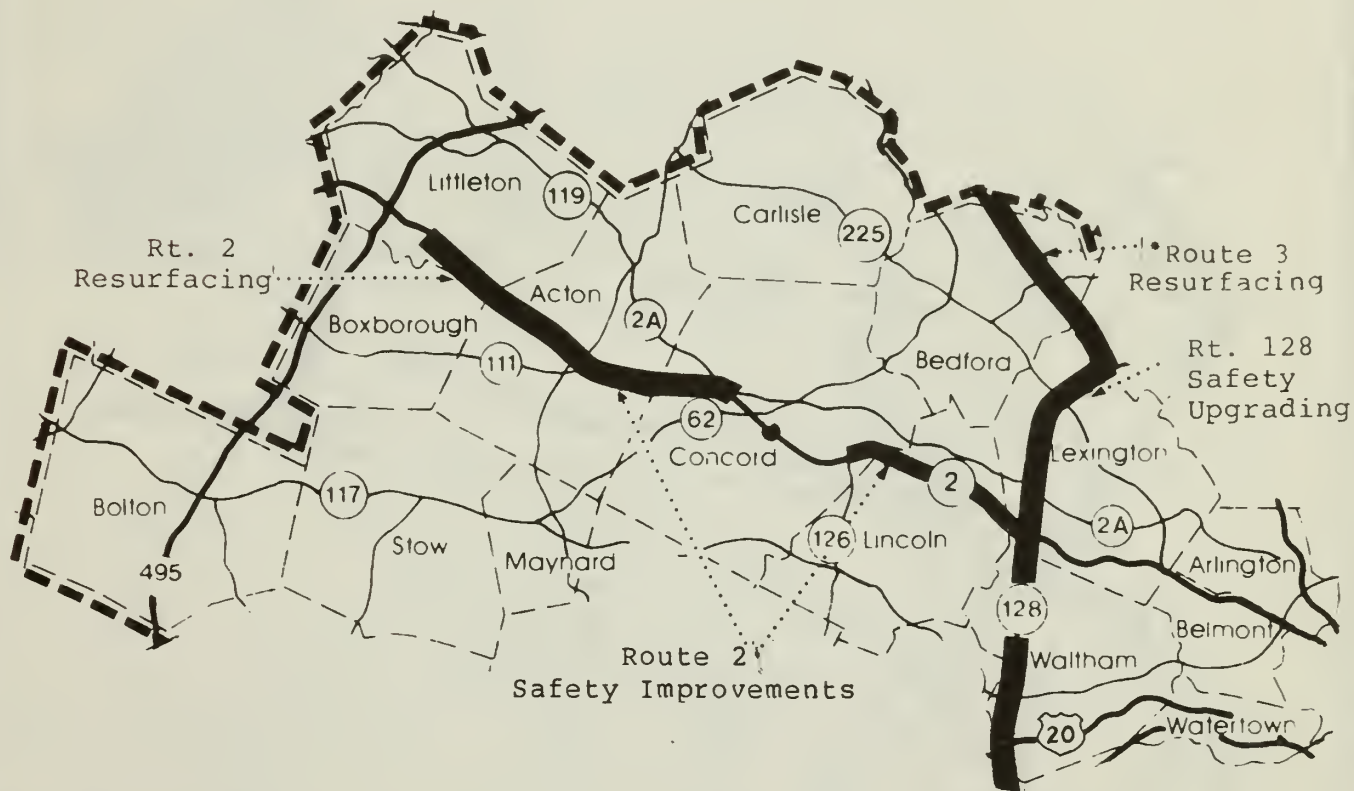 Littleton
119
Carlisle
225
Rt. 2
Resurfacing
Route 3
Resurfacing
Acton
2A
Boxborough
111
Bedford
Rt. 128
Safety
Upgrading
62
Concord
Lexington
2
117
Bolton
Stow
Maynard
126
Lincoln
2A
Arlington
495
128
Belmont
Route 2
Safety Improvements
Waltham
20
Watertown